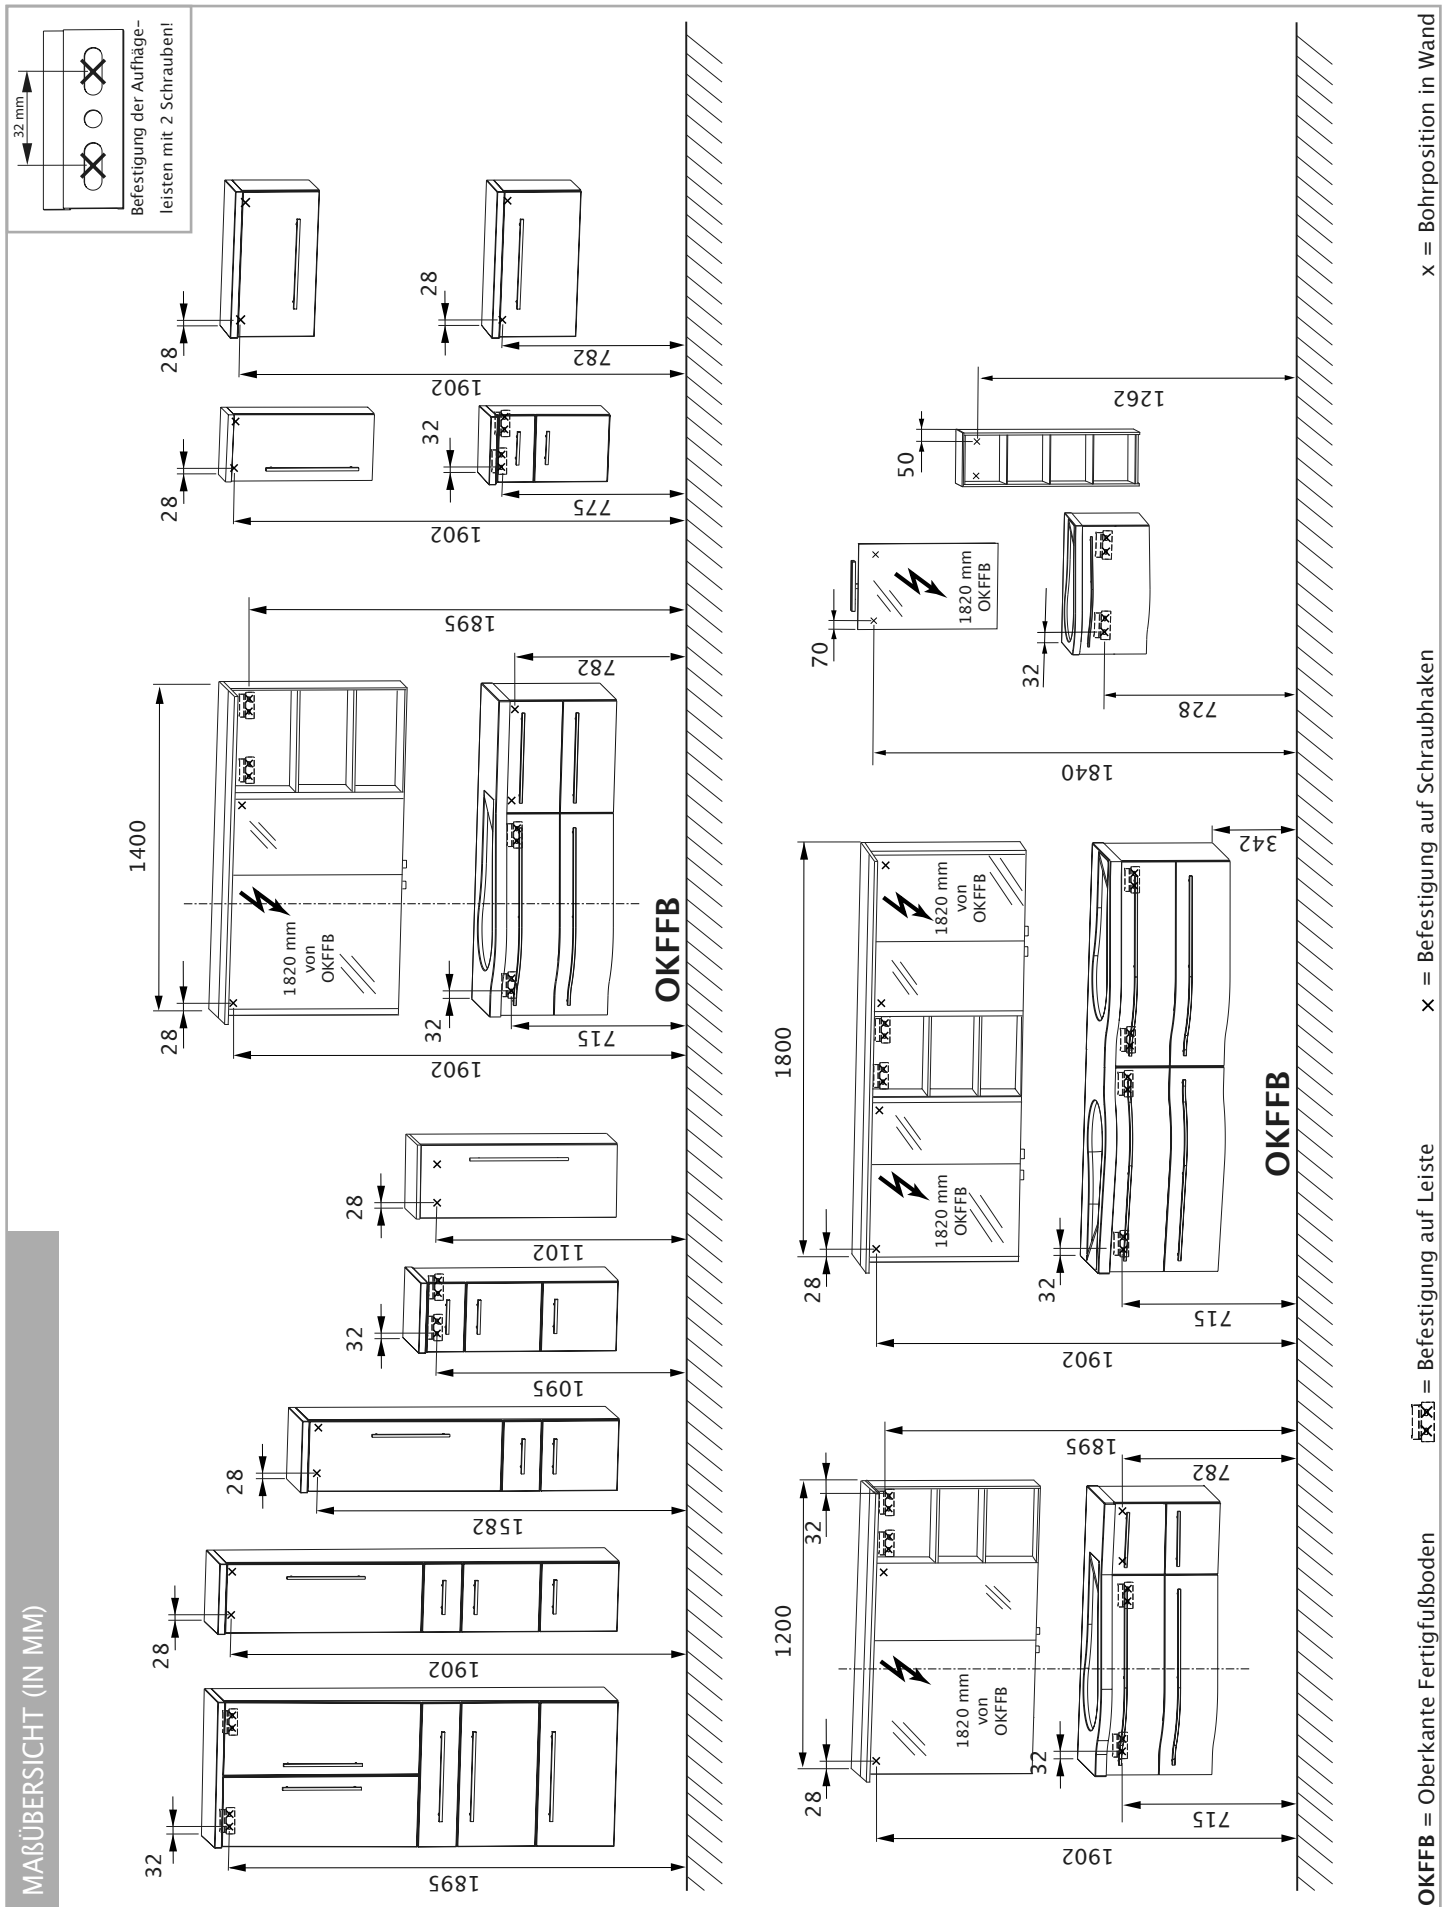 MAßÜBERSICHT (IN MM)
32 mm
Befestigung der Aufhäge-
leisten mit 2 Schrauben!
32
1895
28
1902
28
1582
32
1095
28
1102
28
1902
1400
1820 mm
von
OKFFB
1895
32
715
782
OKFFB
28
1902
32
775
28
1902
28
782
28
1902
1200
32
1820 mm
von
OKFFB
1895
32
715
782
28
1902
1800
1820 mm
OKFFB
1820 mm
von
OKFFB
32
715
342
OKFFB
70
1840
1820 mm
OKFFB
32
728
50
1262
OKFFB = Oberkante Fertigfußboden
= Befestigung auf Leiste
x = Befestigung auf Schraubhaken
x = Bohrposition in Wand